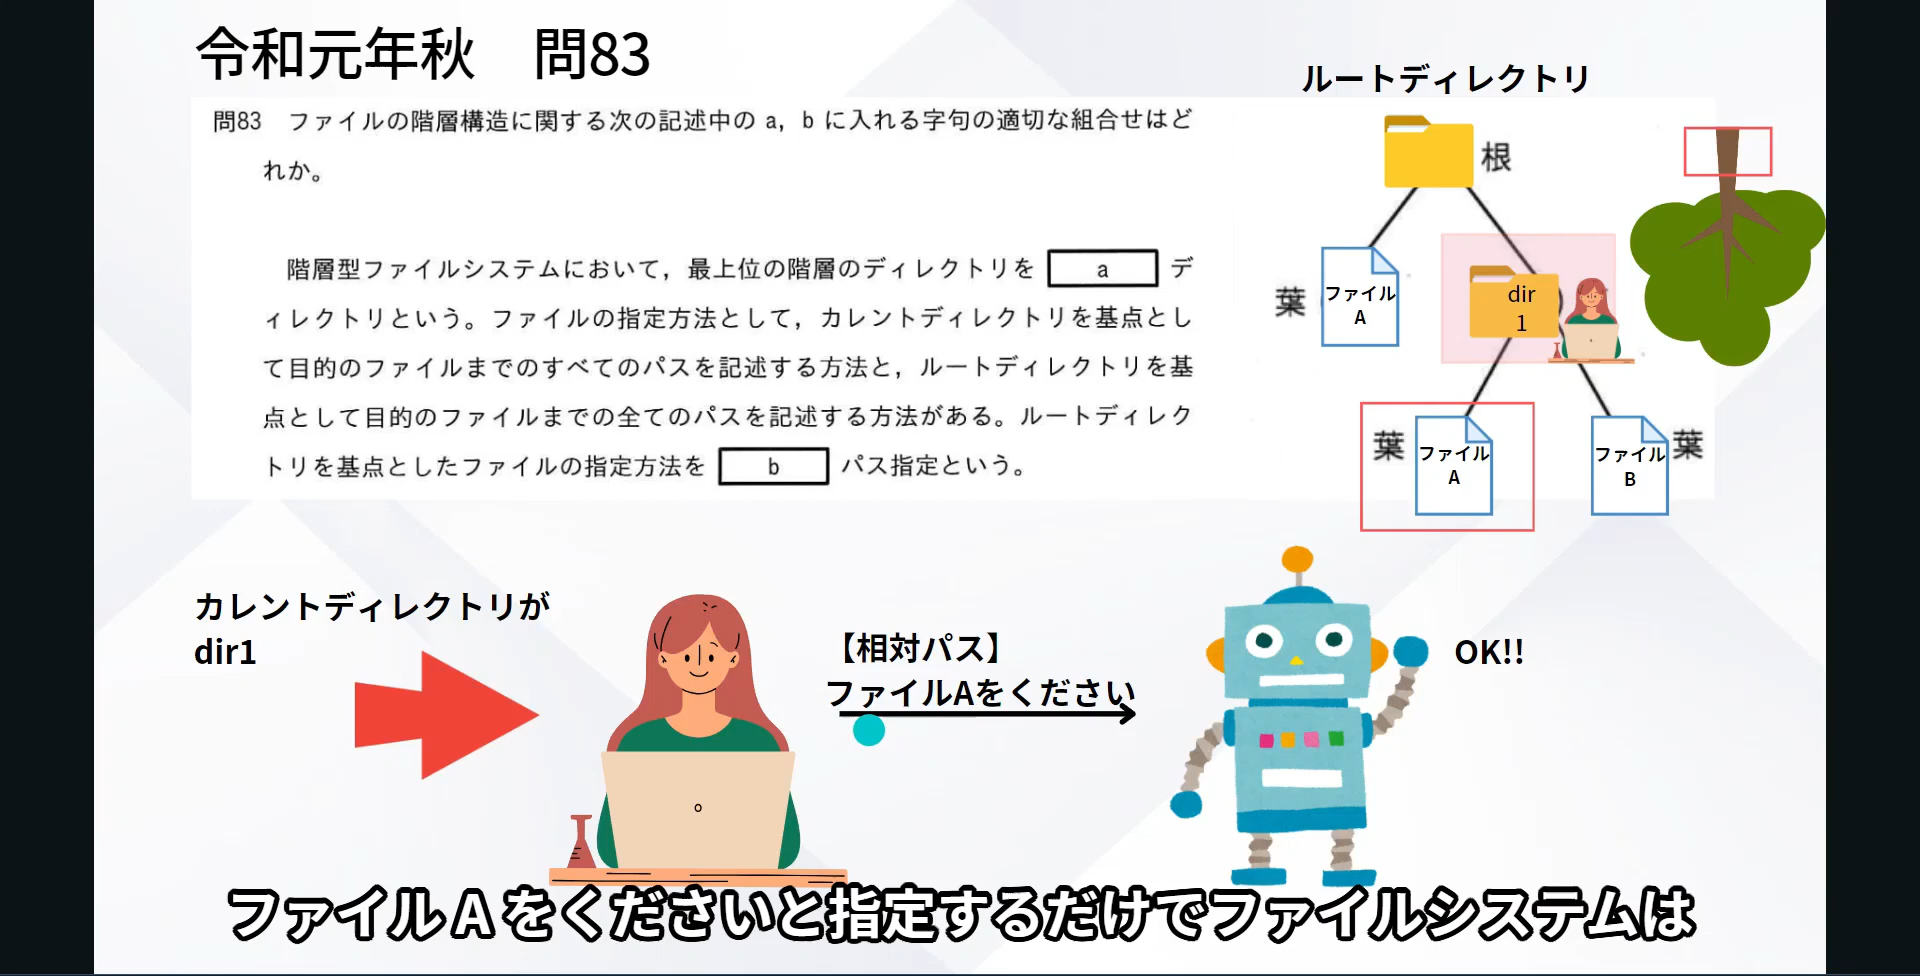 令和元年秋　問83
問83　ファイルの階層構造に関する次の記述中の a，b に入れる字句の適切な組合せはど
れか。
階層型ファイルシステムにおいて，最上位の階層のディレクトリを a デ
ィレクトリという。ファイルの指定方法として，カレントディレクトリを基点とし
て目的のファイルまでのすべてのパスを記述する方法と，ルートディレクトリを基
点として目的のファイルまでの全てのパスを記述する方法がある。ルートディレク
トリを基点としたファイルの指定方法を b パス指定という。
ルートディレクトリ
根
葉
ファイル
A
dir
1
葉
ファイル
A
ファイル
B
葉
カレントディレクトリが
dir1
【相対パス】
ファイルAをください
OK!!
ファイル A をくださいと指定するだけでファイルシステムは